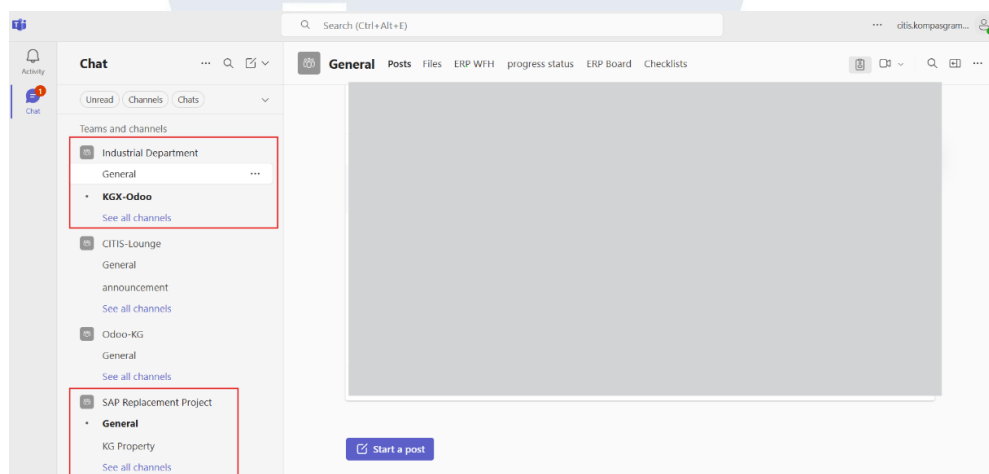 Search (Ctrl+Alt+E)
citis.kompasgram...
Activity
1
Chat
Chat
Unread Channels Chats
Teams and channels
Industrial Department
General
KGX-Odoo
See all channels
CITIS-Lounge
General
announcement
See all channels
Odoo-KG
General
See all channels
SAP Replacement Project
General
KG Property
See all channels
General Posts Files ERP WFH progress status ERP Board Checklists
Start a post